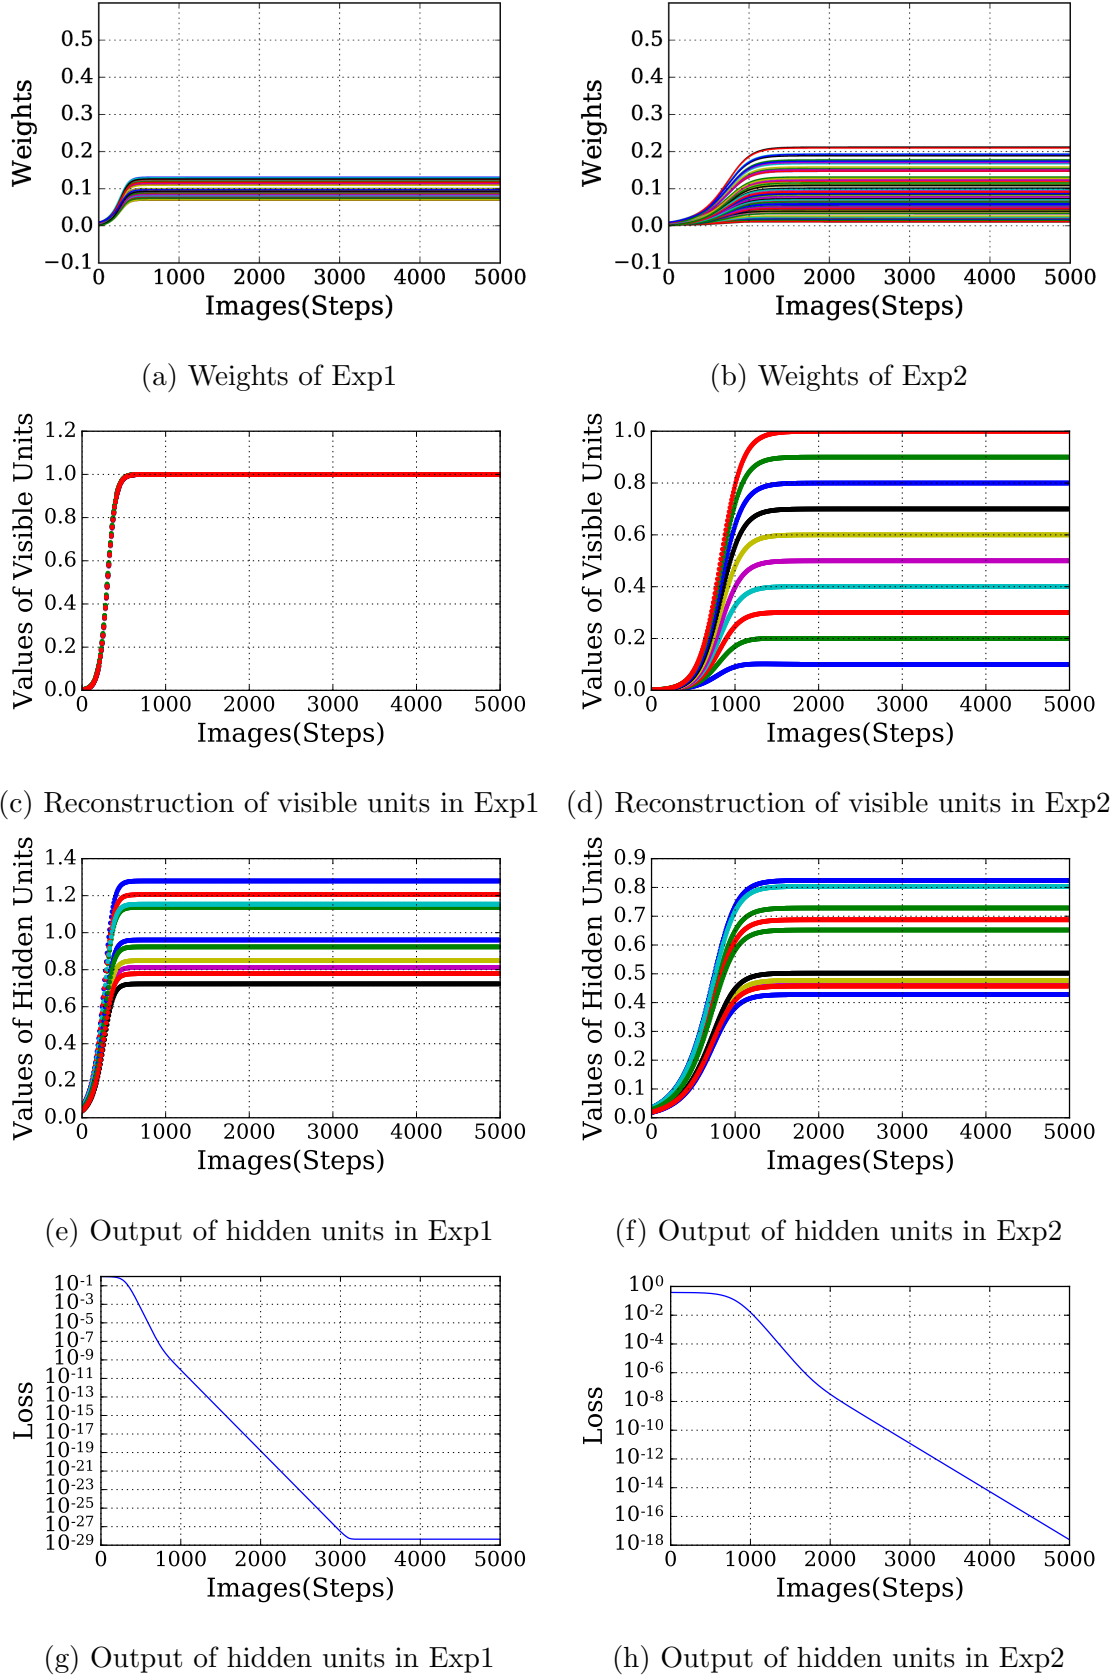 0.5
0.4
0.3
0.2
0.1
0.0
−0.1
0 1000 2000 3000 4000 5000
Weights
Images(Steps)
(a) Weights of Exp1
0.5
0.4
0.3
0.2
0.1
0.0
−0.1
0 1000 2000 3000 4000 5000
Weights
Images(Steps)
(b) Weights of Exp2
1.2
1.0
0.8
0.6
0.4
0.2
0.0
0 1000 2000 3000 4000 5000
Values of Visible Units
Images(Steps)
(c) Reconstruction of visible units in Exp1
1.0
0.8
0.6
0.4
0.2
0.0
0 1000 2000 3000 4000 5000
Values of Visible Units
Images(Steps)
(d) Reconstruction of visible units in Exp2
1.4
1.2
1.0
0.8
0.6
0.4
0.2
0.0
0 1000 2000 3000 4000 5000
Values of Hidden Units
Images(Steps)
(e) Output of hidden units in Exp1
0.9
0.8
0.7
0.6
0.5
0.4
0.3
0.2
0.1
0.0
0 1000 2000 3000 4000 5000
Values of Hidden Units
Images(Steps)
(f) Output of hidden units in Exp2
10⁻¹
10⁻³
10⁻⁵
10⁻⁷
10⁻⁹
10⁻¹¹
10⁻¹³
10⁻¹⁵
10⁻¹⁷
10⁻¹⁹
10⁻²¹
10⁻²³
10⁻²⁵
10⁻²⁷
10⁻²⁹
0 1000 2000 3000 4000 5000
Loss
Images(Steps)
(g) Output of hidden units in Exp1
10⁰
10⁻²
10⁻⁴
10⁻⁶
10⁻⁸
10⁻¹⁰
10⁻¹²
10⁻¹⁴
10⁻¹⁶
10⁻¹⁸
0 1000 2000 3000 4000 5000
Loss
Images(Steps)
(h) Output of hidden units in Exp2